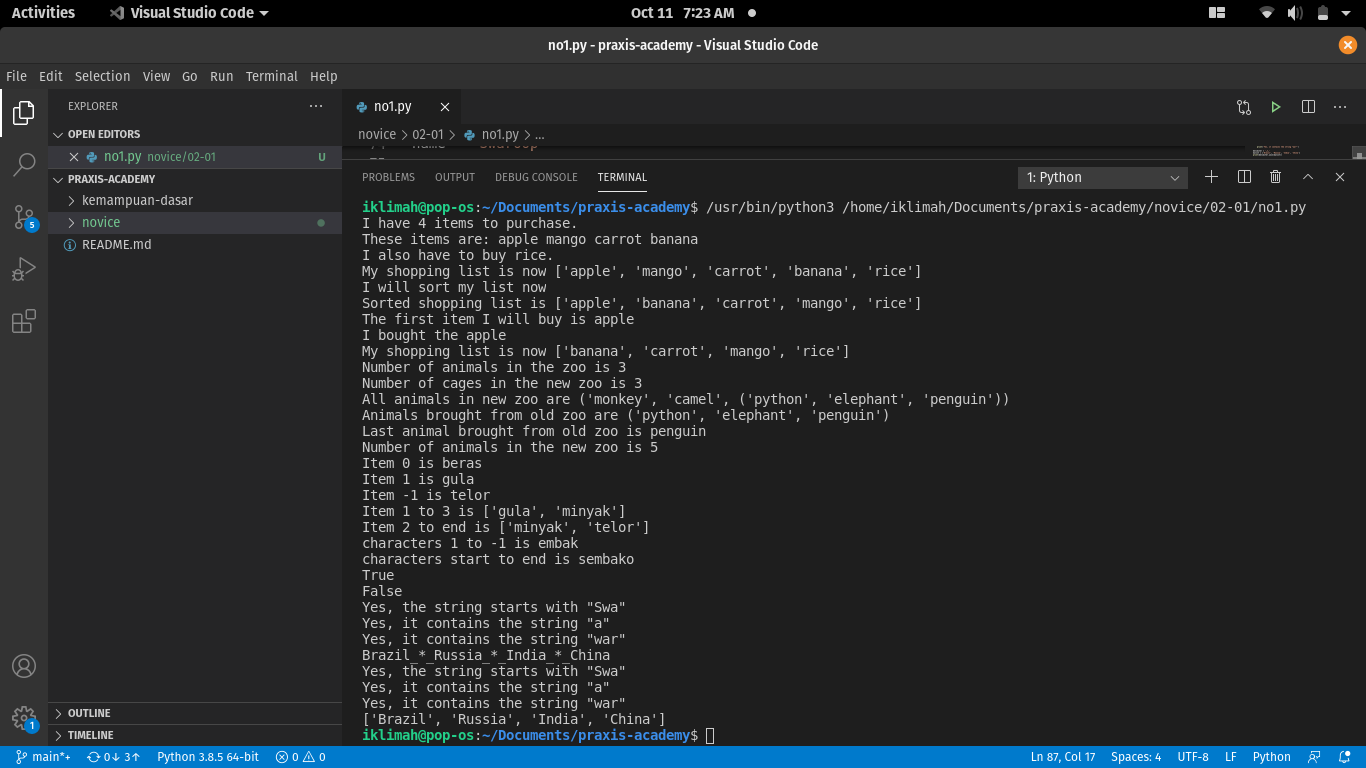 Activities Visual Studio Code Oct 11 7:23 AM
no1.py - praxis-academy - Visual Studio Code
File Edit Selection View Go Run Terminal Help
EXPLORER
OPEN EDITORS
no1.py novice/02-01 U
PRAXIS-ACADEMY
kemampuan-dasar
novice
README.md
OUTLINE
TIMELINE
5
1
no1.py
novice > 02-01 > no1.py > ...
PROBLEMS OUTPUT DEBUG CONSOLE TERMINAL 1: Python
iklimah@pop-os:~/Documents/praxis-academy$ /usr/bin/python3 /home/iklimah/Documents/praxis-academy/novice/02-01/no1.py
I have 4 items to purchase.
These items are: apple mango carrot banana
I also have to buy rice.
My shopping list is now ['apple', 'mango', 'carrot', 'banana', 'rice']
I will sort my list now
Sorted shopping list is ['apple', 'banana', 'carrot', 'mango', 'rice']
The first item I will buy is apple
I bought the apple
My shopping list is now ['banana', 'carrot', 'mango', 'rice']
Number of animals in the zoo is 3
Number of cages in the new zoo is 3
All animals in new zoo are ('monkey', 'camel', ('python', 'elephant', 'penguin'))
Animals brought from old zoo are ('python', 'elephant', 'penguin')
Last animal brought from old zoo is penguin
Number of animals in the new zoo is 5
Item 0 is beras
Item 1 is gula
Item -1 is telor
Item 1 to 3 is ['gula', 'minyak']
Item 2 to end is ['minyak', 'telor']
characters 1 to -1 is embak
characters start to end is sembako
True
False
Yes, the string starts with "Swa"
Yes, it contains the string "a"
Yes, it contains the string "war"
Brazil_*_Russia_*_India_*_China
Yes, the string starts with "Swa"
Yes, it contains the string "a"
Yes, it contains the string "war"
['Brazil', 'Russia', 'India', 'China']
iklimah@pop-os:~/Documents/praxis-academy$
main*+ 0↓ 3↑ Python 3.8.5 64-bit 0 0 Ln 87, Col 17 Spaces: 4 UTF-8 LF Python